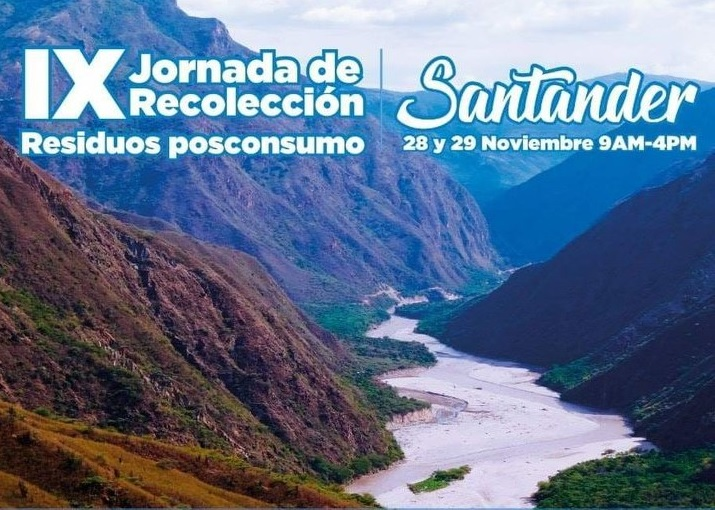 IX Jornada de
Recolección
Residuos posconsumo
Santander
28 y 29 Noviembre 9AM-4PM